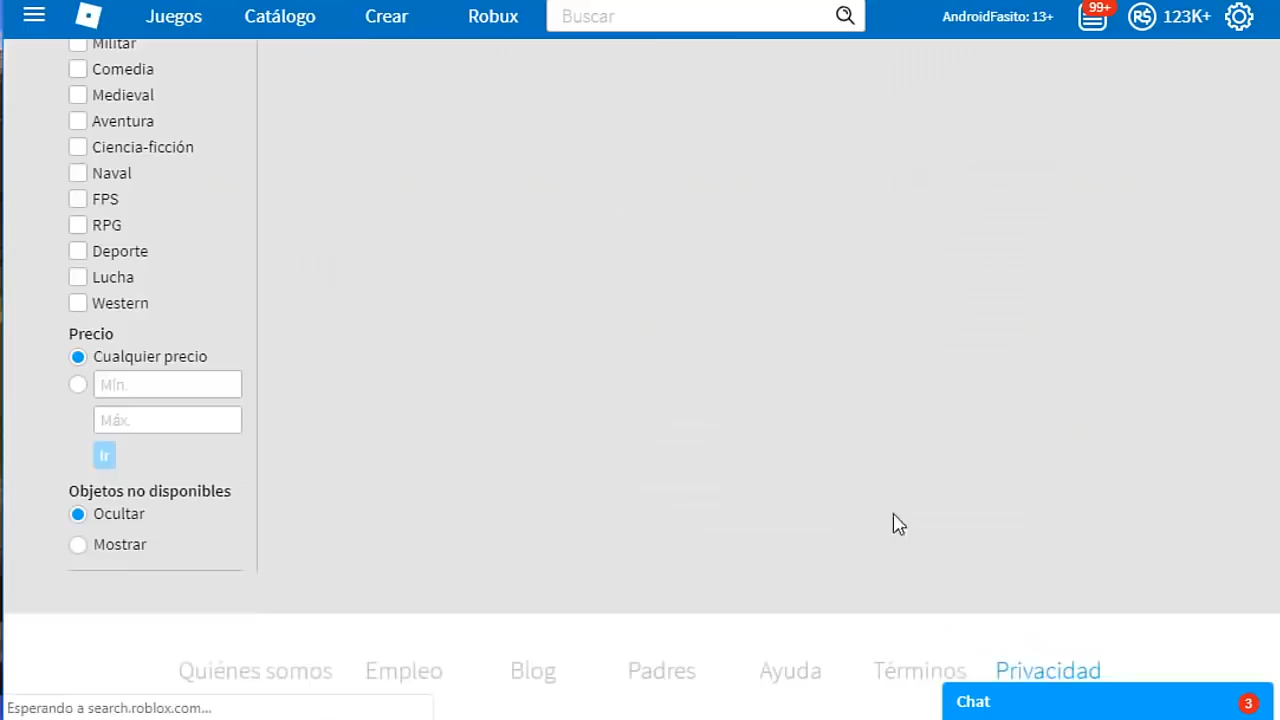 Juegos Catálogo Crear Robux Buscar AndroidFasito: 13+ 99+ 123K+
Militar
Comedia
Medieval
Aventura
Ciencia-ficción
Naval
FPS
RPG
Deporte
Lucha
Western
Precio
Cualquier precio
Mín.
Máx.
Ir
Objetos no disponibles
Ocultar
Mostrar
Quiénes somos Empleo Blog Padres Ayuda Términos Privacidad
Esperando a search.roblox.com...
Chat 3